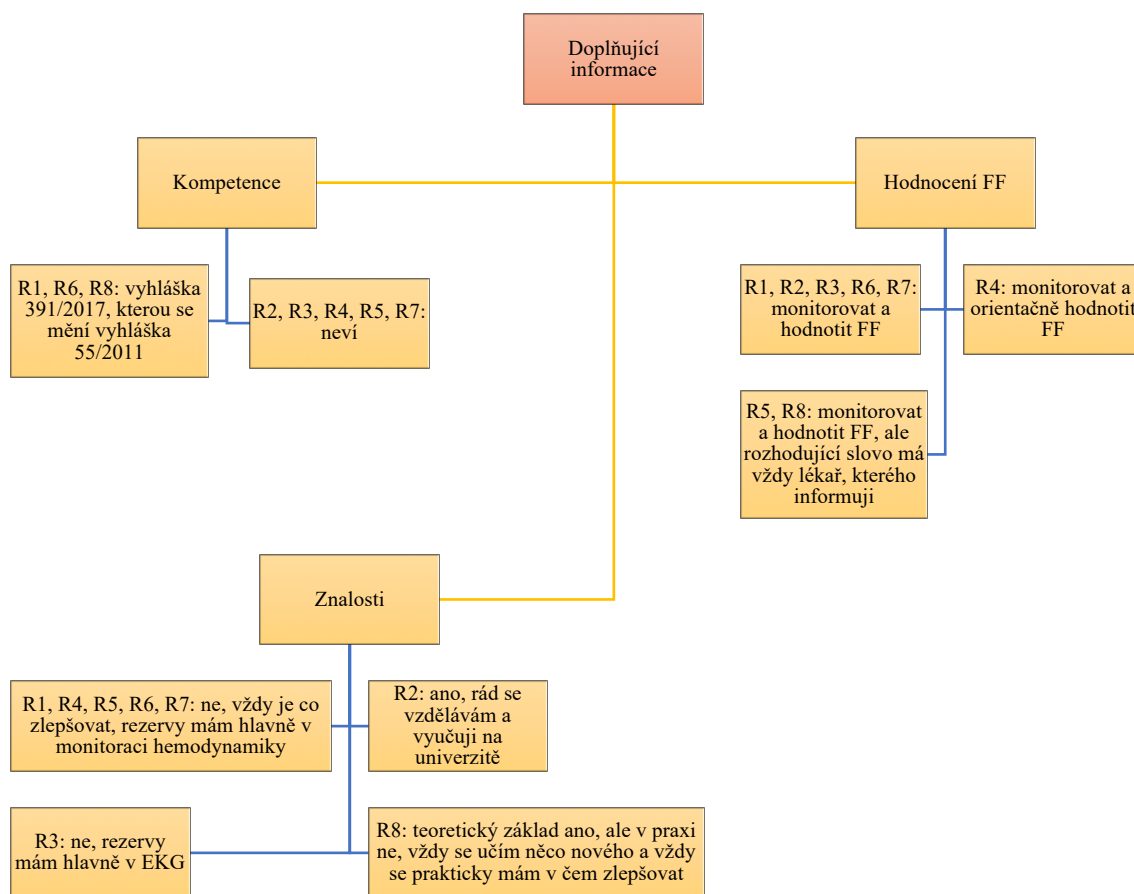 Doplňující
informace
Kompetence
Hodnocení FF
R1, R6, R8: vyhláška
391/2017, kterou se
mění vyhláška
55/2011
R2, R3, R4, R5, R7:
neví
R1, R2, R3, R6, R7:
monitorovat a
hodnotit FF
R4: monitorovat a
orientačně hodnotit
FF
R5, R8: monitorovat
a hodnotit FF, ale
rozhodující slovo má
vždy lékař, kterého
informuji
Znalosti
R1, R4, R5, R6, R7: ne, vždy je co
zlepšovat, rezervy mám hlavně v
monitoraci hemodynamiky
R2: ano, rád se
vzdělávám a
vyučuji na
univerzitě
R3: ne, rezervy
mám hlavně v EKG
R8: teoretický základ ano, ale v praxi
ne, vždy se učím něco nového a vždy
se prakticky mám v čem zlepšovat